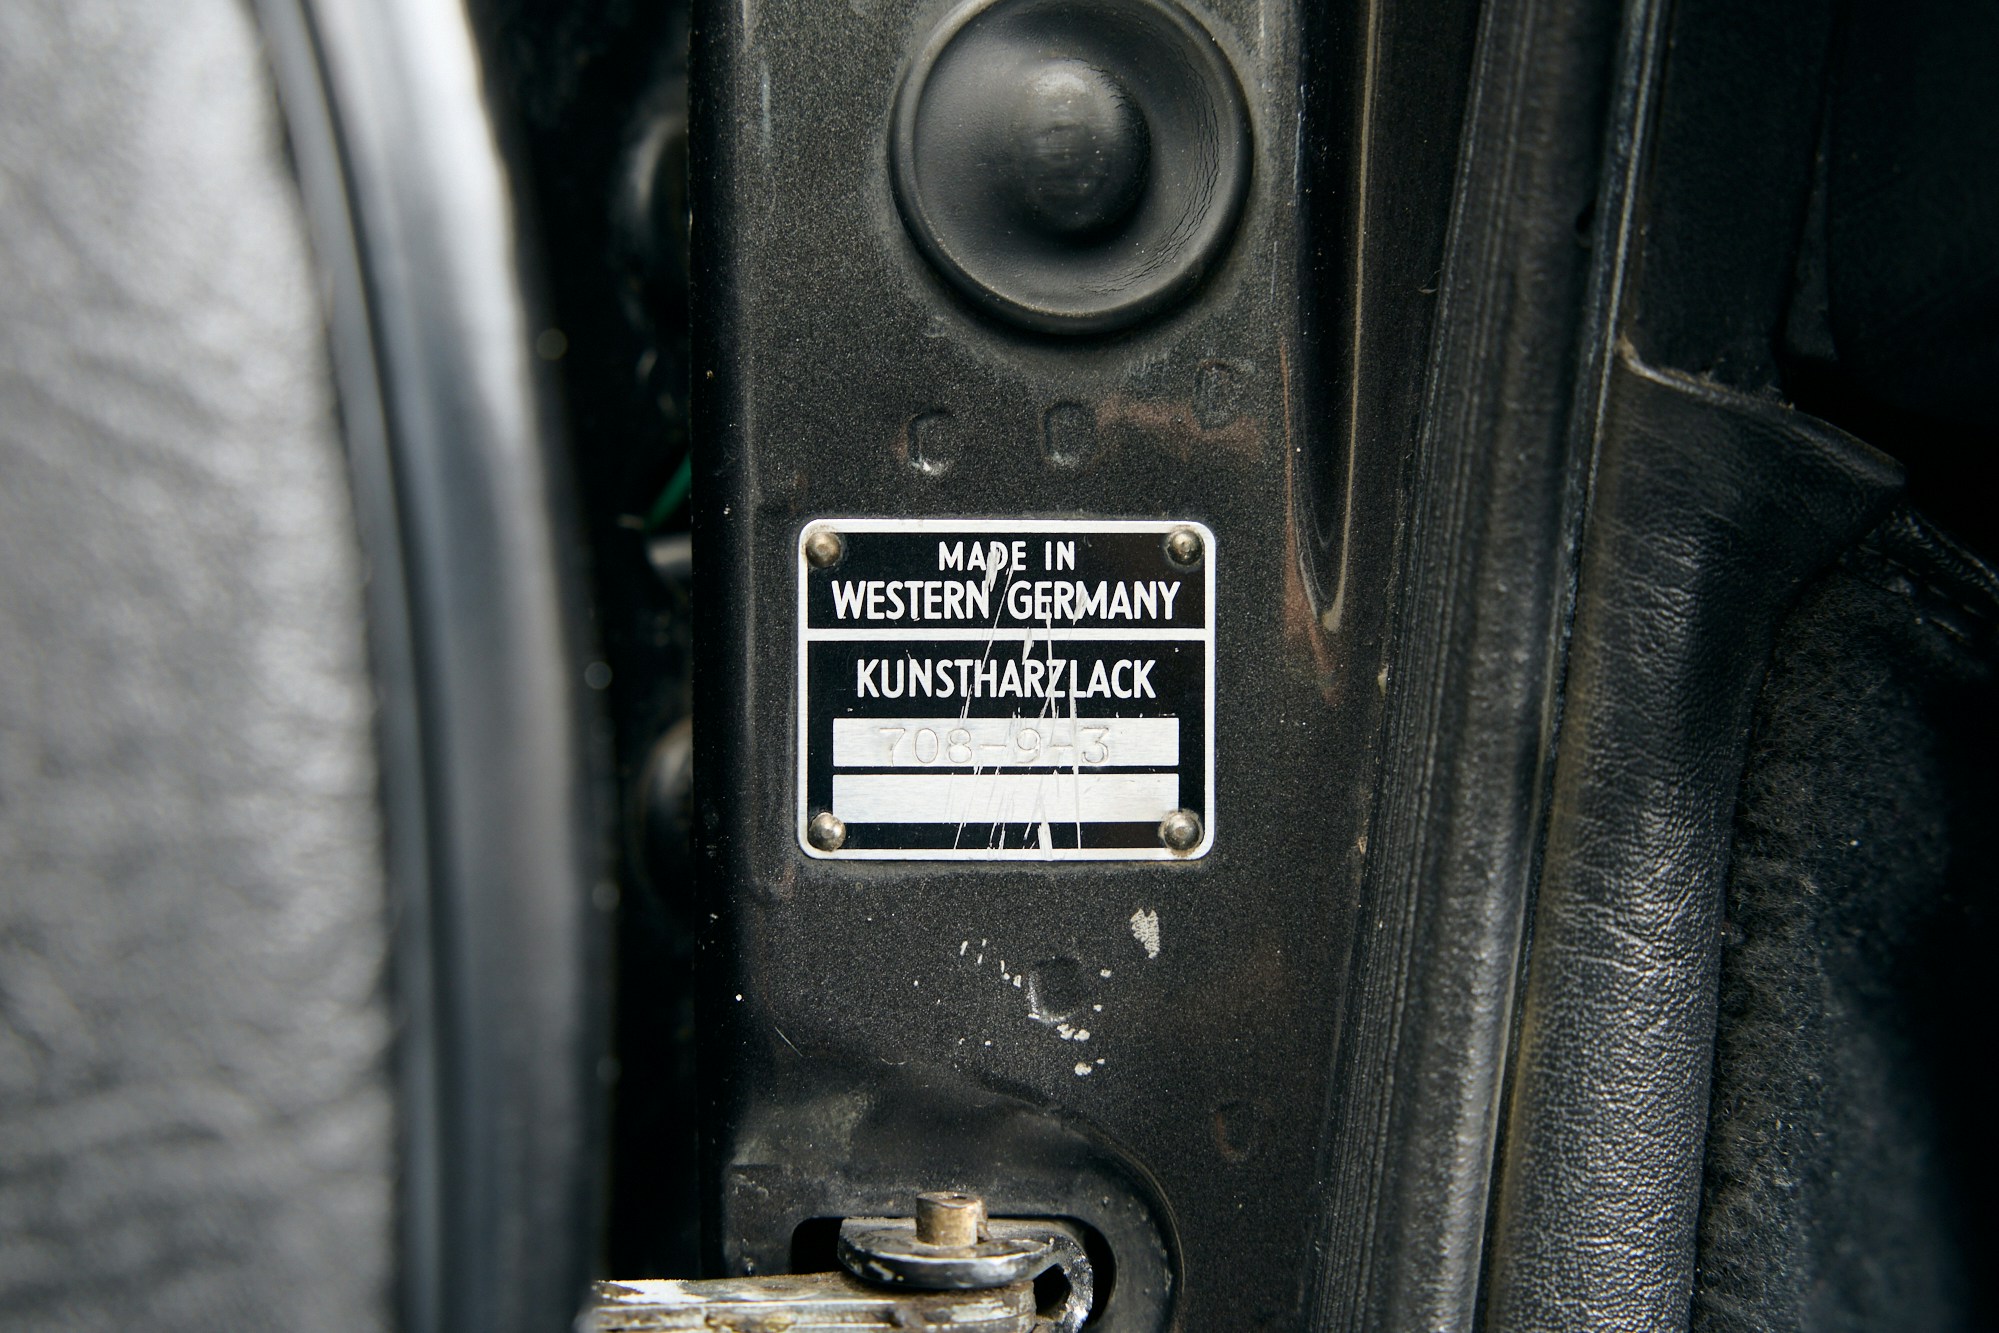 MADE IN
WESTERN GERMANY
KUNSTHARZLACK
708-9-3